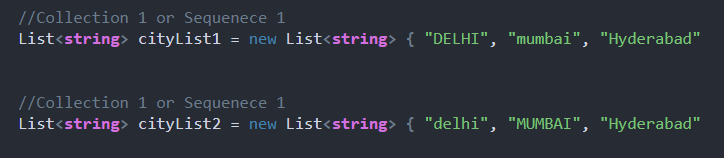 //Collection 1 or Sequenece 1
List<string> cityList1 = new List<string> { "DELHI", "mumbai", "Hyderabad"
//Collection 1 or Sequenece 1
List<string> cityList2 = new List<string> { "delhi", "MUMBAI", "Hyderabad"